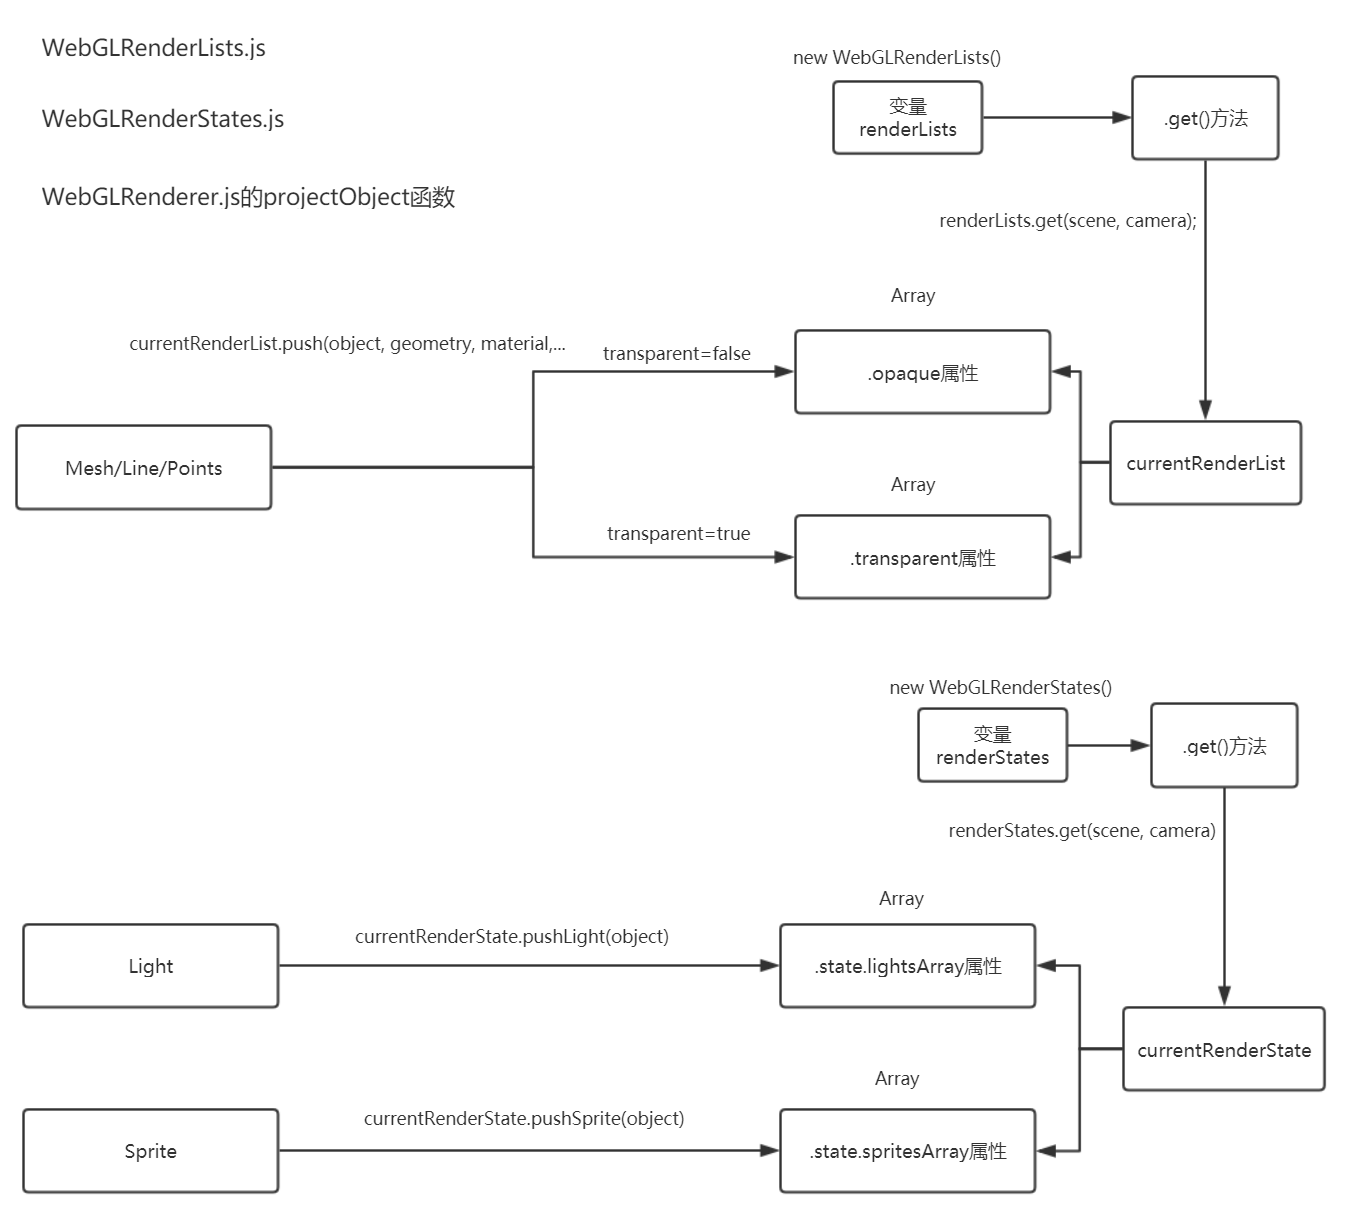 WebGLRenderLists.js
WebGLRenderStates.js
WebGLRenderer.js的projectObject函数
new WebGLRenderLists()
变量
renderLists
.get()方法
renderLists.get(scene, camera);
Array
currentRenderList.push(object, geometry, material,...
transparent=false
.opaque属性
Mesh/Line/Points
currentRenderList
Array
transparent=true
.transparent属性
new WebGLRenderStates()
变量
renderStates
.get()方法
renderStates.get(scene, camera)
Array
currentRenderState.pushLight(object)
Light
.state.lightsArray属性
currentRenderState
Array
currentRenderState.pushSprite(object)
Sprite
.state.spritesArray属性